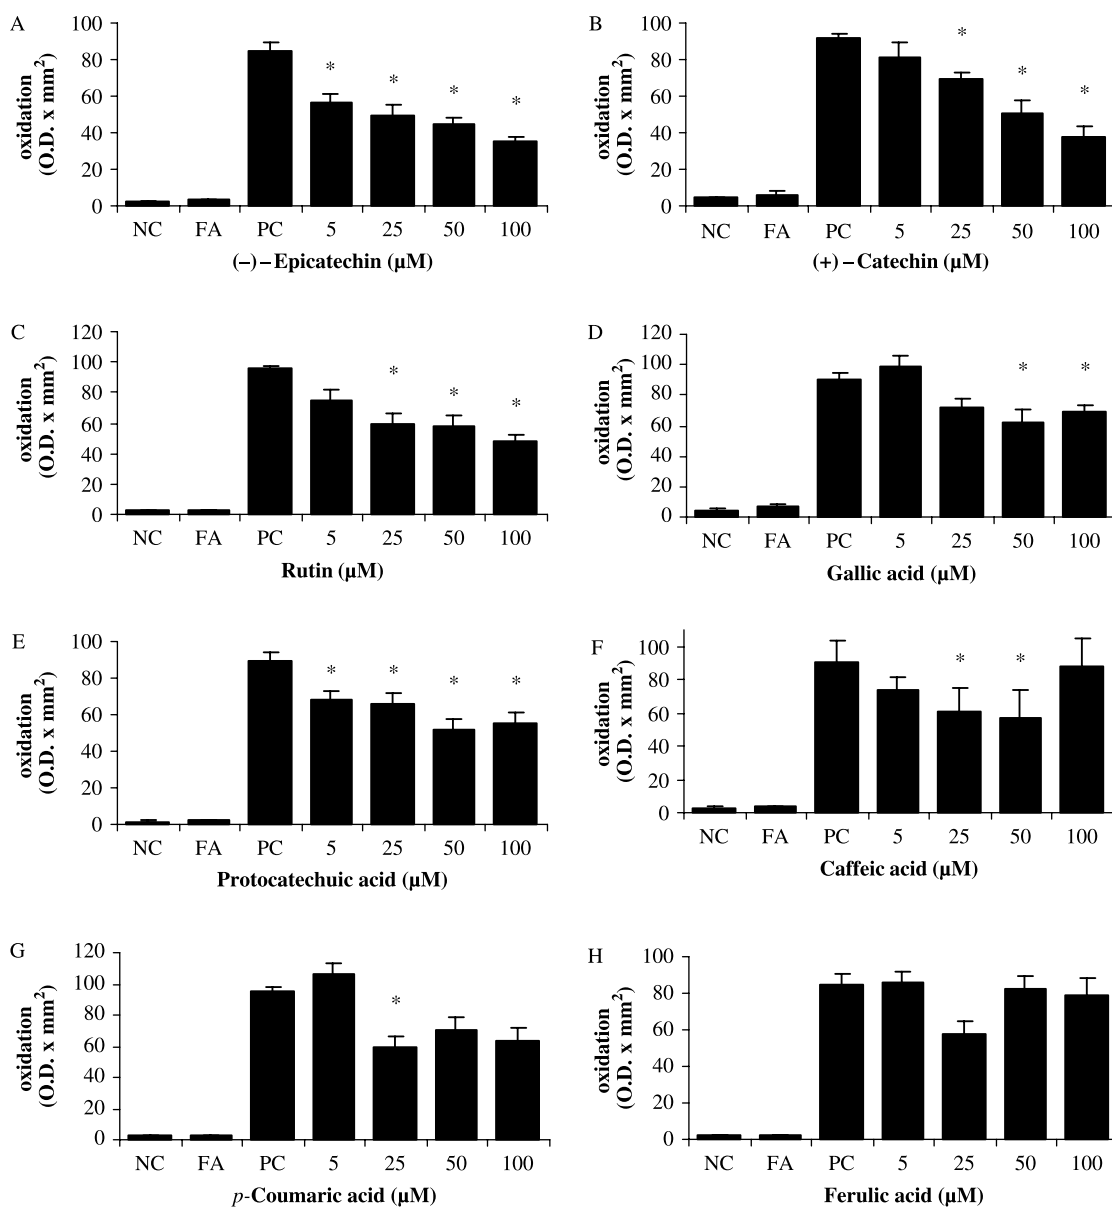 A
100
80
60
40
20
0
oxidation
(O.D. x mm²)
* * * *
NC FA PC 5 25 50 100
(–) – Epicatechin (µM)
B
100
80
60
40
20
0
oxidation
(O.D. x mm²)
* * *
NC FA PC 5 25 50 100
(+) – Catechin (µM)
C
120
100
80
60
40
20
0
oxidation
(O.D. x mm²)
* * *
NC FA PC 5 25 50 100
Rutin (µM)
D
120
100
80
60
40
20
0
oxidation
(O.D. x mm²)
* *
NC FA PC 5 25 50 100
Gallic acid (µM)
E
100
80
60
40
20
0
oxidation
(O.D. x mm²)
* * * *
NC FA PC 5 25 50 100
Protocatechuic acid (µM)
F
100
80
60
40
20
0
oxidation
(O.D. x mm²)
* *
NC FA PC 5 25 50 100
Caffeic acid (µM)
G
120
100
80
60
40
20
0
oxidation
(O.D. x mm²)
*
NC FA PC 5 25 50 100
p-Coumaric acid (µM)
H
100
80
60
40
20
0
oxidation
(O.D. x mm²)
NC FA PC 5 25 50 100
Ferulic acid (µM)